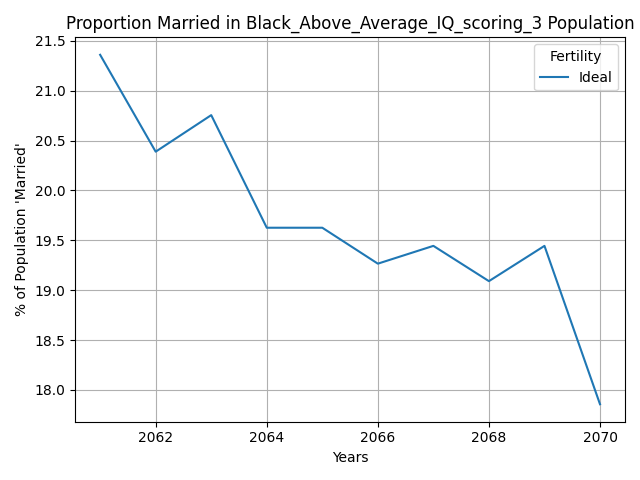 Proportion Married in Black_Above_Average_IQ_scoring_3 Population
Fertility
Ideal
% of Population 'Married'
21.5
21.0
20.5
20.0
19.5
19.0
18.5
18.0
2062 2064 2066 2068 2070
Years